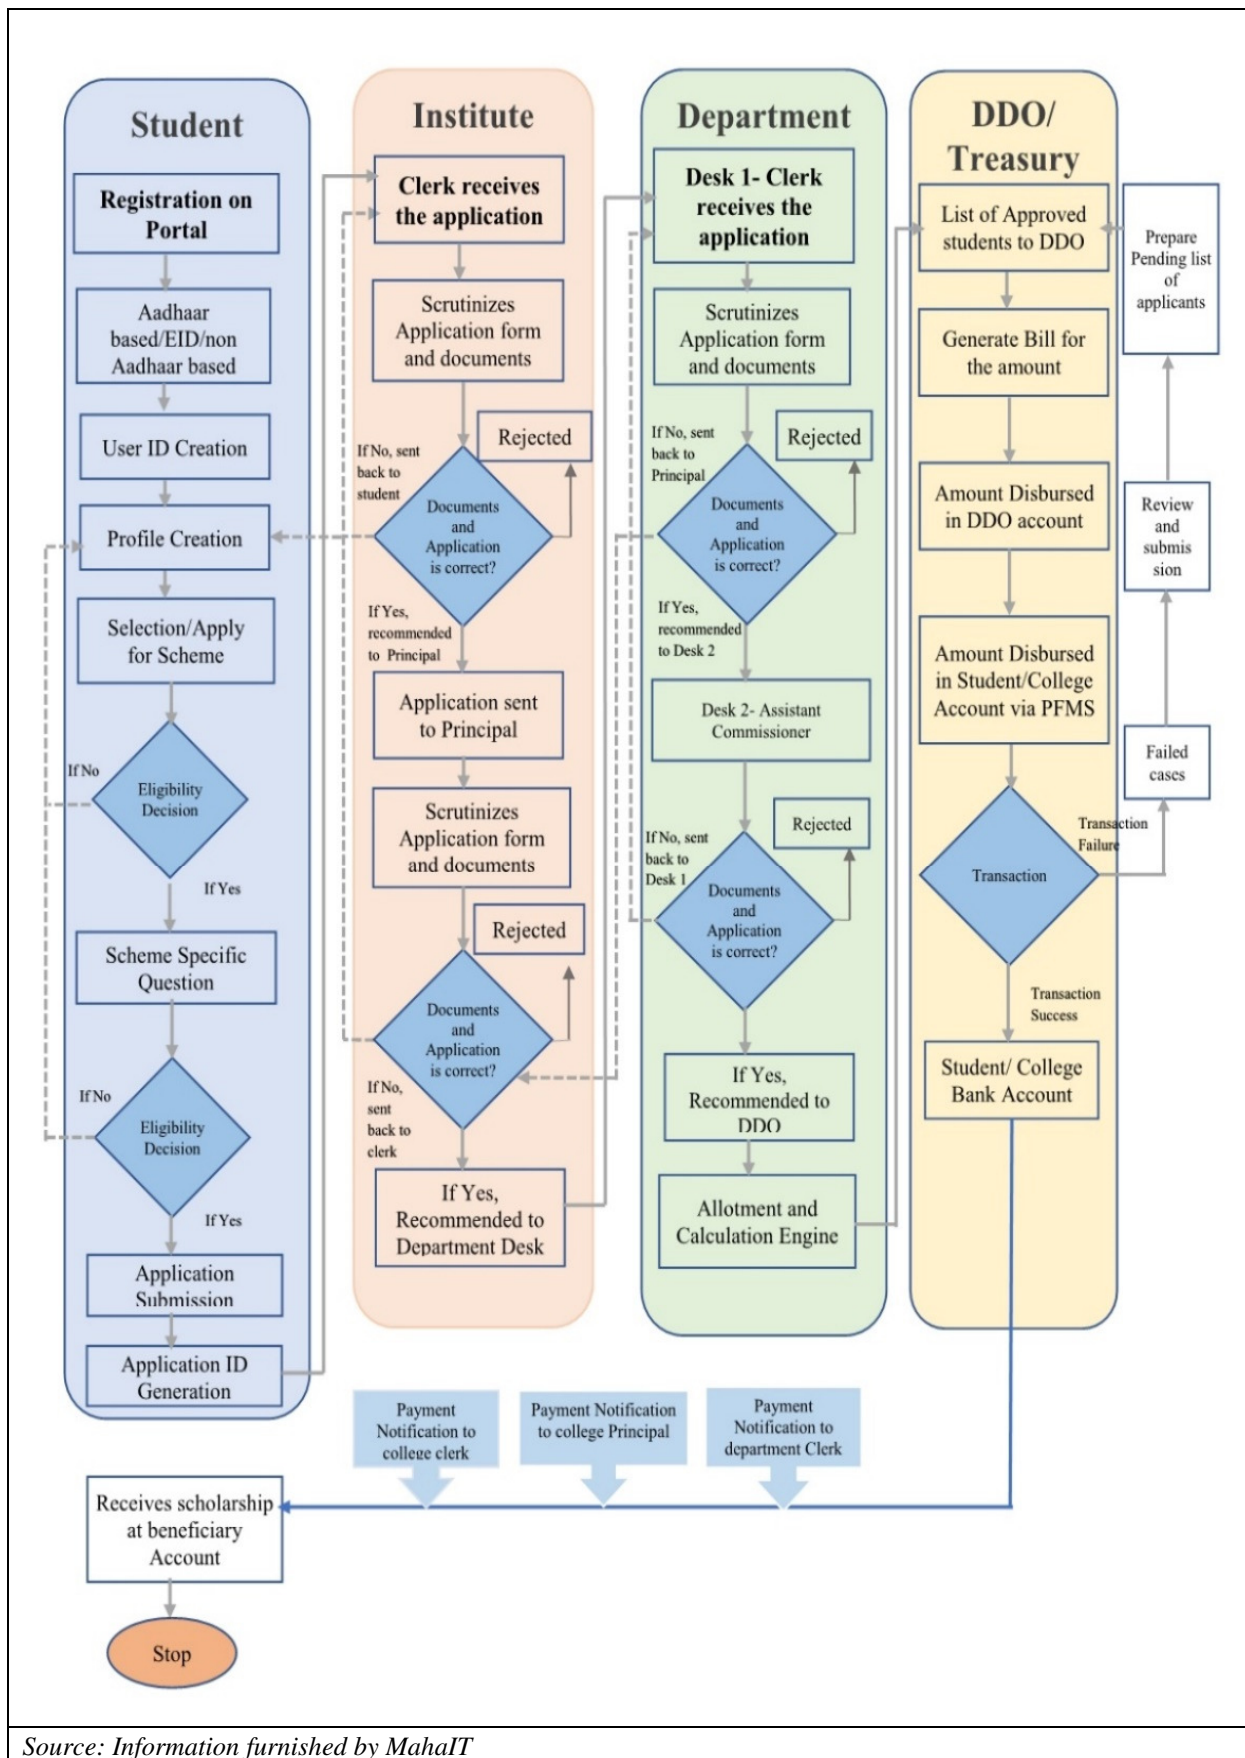 Student
Registration on
Portal
Aadhaar
based/EID/non
Aadhaar based
User ID Creation
Profile Creation
Selection/Apply
for Scheme
If No
Eligibility
Decision
If Yes
Scheme Specific
Question
If No
Eligibility
Decision
If Yes
Application
Submission
Application ID
Generation
Institute
Clerk receives
the application
Scrutinizes
Application form
and documents
Rejected
If No, sent
back to
student
Documents
and
Application
is correct?
If Yes,
recommended
to Principal
Application sent
to Principal
Scrutinizes
Application form
and documents
Rejected
Documents
and
Application
is correct?
If No,
sent
back to
clerk
If Yes,
Recommended to
Department Desk
Department
Desk 1- Clerk
receives the
application
Scrutinizes
Application form
and documents
Rejected
If No, sent
back to
Principal
Documents
and
Application
is correct?
If Yes,
recommended
to Desk 2
Desk 2- Assistant
Commissioner
Rejected
If No, sent
back to
Desk 1
Documents
and
Application
is correct?
If Yes,
Recommended to
DDO
Allotment and
Calculation Engine
DDO/
Treasury
List of Approved
students to DDO
Generate Bill for
the amount
Amount Disbursed
in DDO account
Amount Disbursed
in Student/College
Account via PFMS
Transaction
Transaction
Failure
Transaction
Success
Student/ College
Bank Account
Prepare
Pending list
of
applicants
Review
and
submis
sion
Failed
cases
Payment
Notification to
college clerk
Payment Notification
to college Principal
Payment
Notification to
department Clerk
Receives scholarship
at beneficiary
Account
Stop
Source: Information furnished by MahaIT